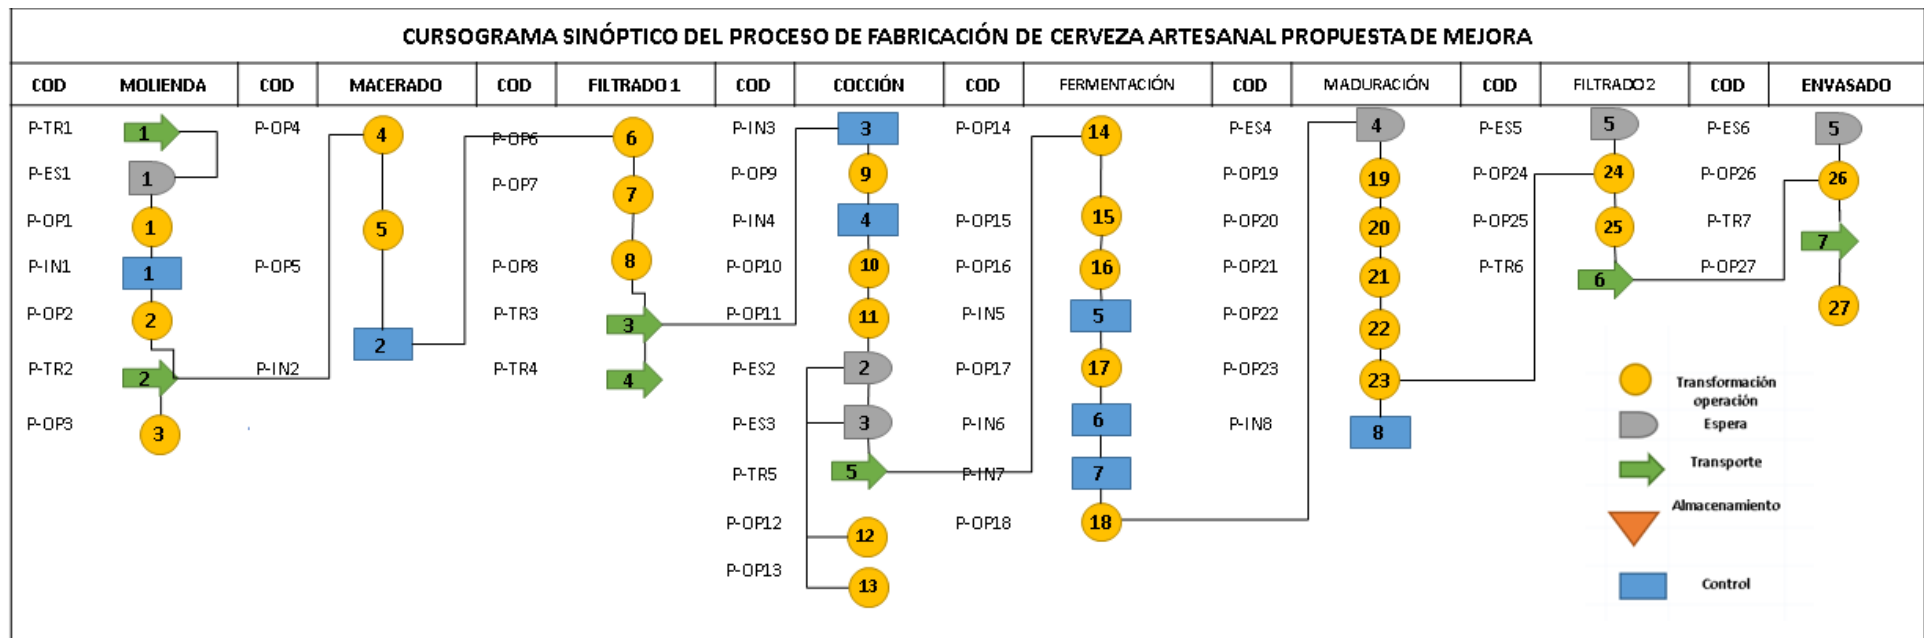 CURSOGRAMA SINÓPTICO DEL PROCESO DE FABRICACIÓN DE CERVEZA ARTESANAL PROPUESTA DE MEJORA
COD MOLIENDA COD MACERADO COD FILTRADO 1 COD COCCIÓN COD FERMENTACIÓN COD MADURACIÓN COD FILTRADO 2 COD ENVASADO
P-TR1 1
P-ES1 1
P-OP1 1
P-IN1 1
P-OP2 2
P-TR2 2
P-OP3 3
P-OP4 4
5
P-OP5
P-IN2 2
P-OP6 6
P-OP7 7
P-OP8 8
P-TR3 3
P-TR4 4
P-IN3 3
P-OP9 9
P-IN4 4
P-OP10 10
P-OP11 11
P-ES2 2
P-ES3 3
P-TR5 5
P-OP12 12
P-OP13 13
P-OP14 14
P-OP15 15
P-OP16 16
P-IN5 5
P-OP17 17
P-IN6 6
P-IN7 7
P-OP18 18
P-ES4 4
P-OP19 19
P-OP20 20
P-OP21 21
P-OP22 22
P-OP23 23
P-IN8 8
P-ES5 5
P-OP24 24
P-OP25 25
P-TR6 6
P-ES6 5
P-OP26 26
P-TR7 7
P-OP27 27
Transformación
operación
Espera
Transporte
Almacenamiento
Control